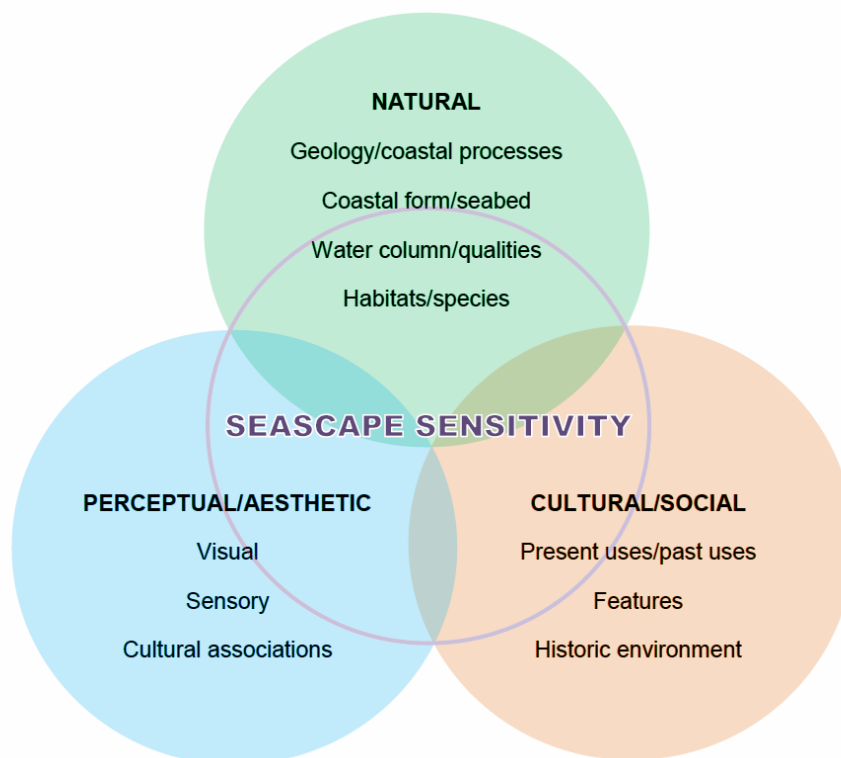 NATURAL
Geology/coastal processes
Coastal form/seabed
Water column/qualities
Habitats/species
SEASCAPE SENSITIVITY
PERCEPTUAL/AESTHETIC
Visual
Sensory
Cultural associations
CULTURAL/SOCIAL
Present uses/past uses
Features
Historic environment